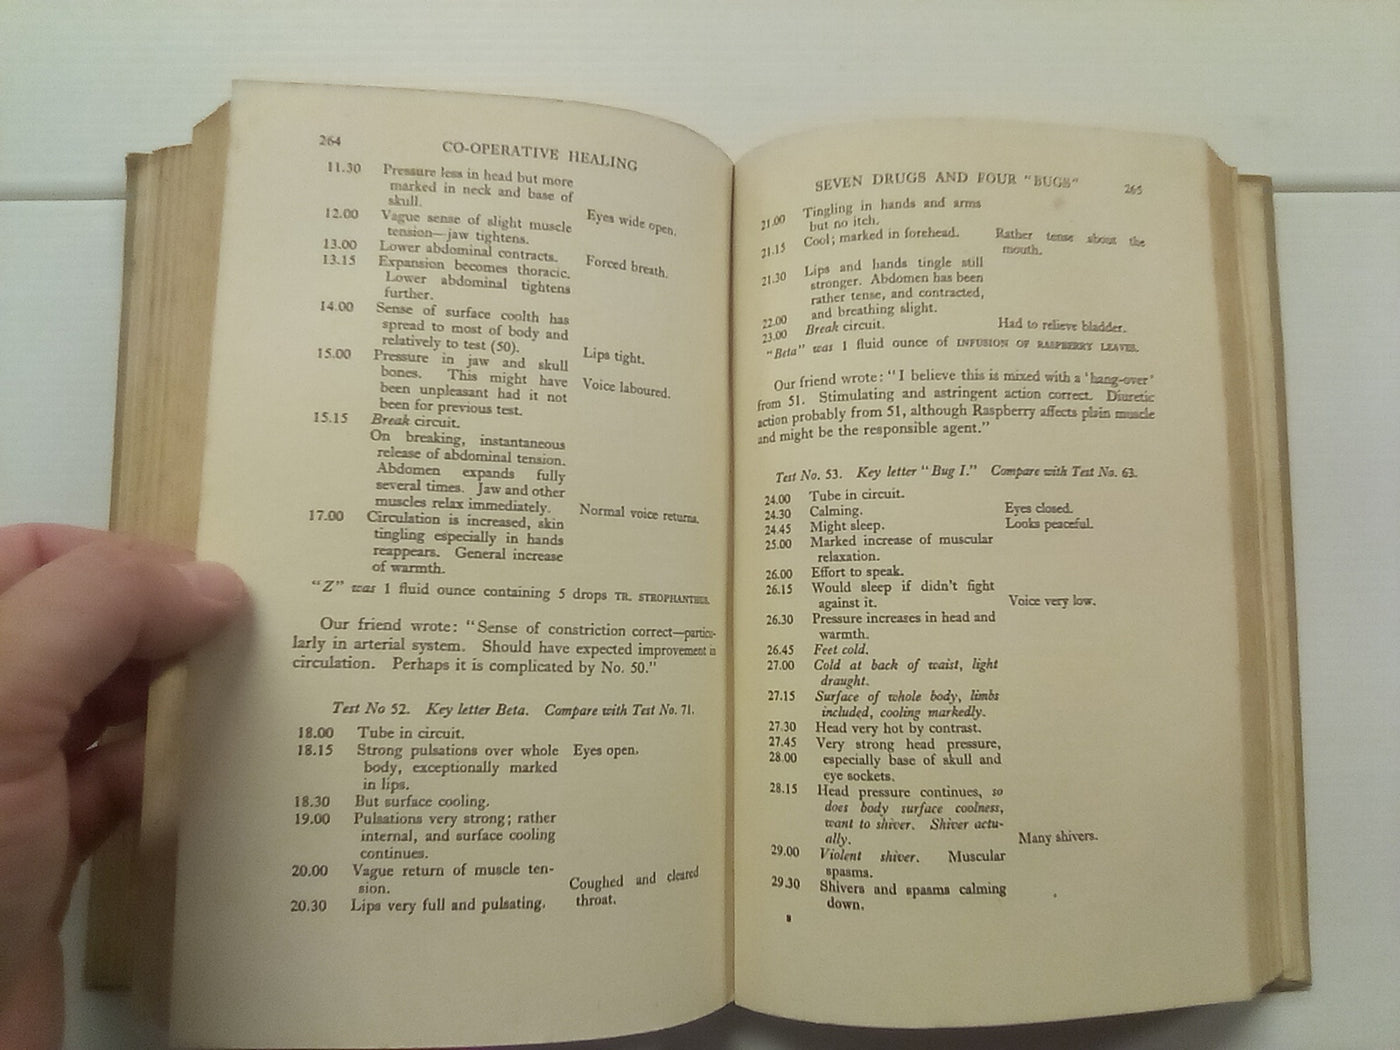 264
CO-OPERATIVE HEALING
11.30 Pressure less in head but more
marked in neck and base of
skull. Eyes wide open.
12.00 Vague sense of slight muscle
tension—jaw tightens.
13.00 Lower abdominal contracts. Forced breath.
13.15 Expansion becomes thoracic.
Lower abdominal tightens
further.
14.00 Sense of surface coolth has
spread to most of body and
relatively to test (50). Lips tight.
15.00 Pressure in jaw and skull
bones. This might have Voice laboured.
been unpleasant had it not
been for previous test.
15.15 Break circuit.
On breaking, instantaneous
release of abdominal tension.
Abdomen expands fully
several times. Jaw and other
muscles relax immediately. Normal voice returns.
17.00 Circulation is increased, skin
tingling especially in hands
reappears. General increase
of warmth.
"Z" was 1 fluid ounce containing 5 drops TR. STROPHANTHUS.
Our friend wrote: "Sense of constriction correct—particu-
larly in arterial system. Should have expected improvement in
circulation. Perhaps it is complicated by No. 50."
Test No 52. Key letter Beta. Compare with Test No. 71.
18.00 Tube in circuit.
18.15 Strong pulsations over whole Eyes open.
body, exceptionally marked
in lips.
18.30 But surface cooling.
19.00 Pulsations very strong; rather
internal, and surface cooling
continues.
20.00 Vague return of muscle ten- Coughed and cleared
sion. throat.
20.30 Lips very full and pulsating.
SEVEN DRUGS AND FOUR "BUGS"
265
21.00 Tingling in hands and arms
but no itch.
21.15 Cool; marked in forehead. Rather tense about the
mouth.
21.30 Lips and hands tingle still
stronger. Abdomen has been
rather tense, and contracted,
22.00 and breathing slight.
23.00 Break circuit. Had to relieve bladder.
"Beta" was 1 fluid ounce of INFUSION OF RASPBERRY LEAVES.
Our friend wrote: "I believe this is mixed with a 'hang-over'
from 51. Stimulating and astringent action correct. Diuretic
action probably from 51, although Raspberry affects plain muscle
and might be the responsible agent."
Test No. 53. Key letter "Bug I." Compare with Test No. 63.
24.00 Tube in circuit.
24.30 Calming. Eyes closed.
24.45 Might sleep. Looks peaceful.
25.00 Marked increase of muscular
relaxation.
26.00 Effort to speak.
26.15 Would sleep if didn't fight
against it. Voice very low.
26.30 Pressure increases in head and
warmth.
26.45 Feet cold.
27.00 Cold at back of waist, light
draught.
27.15 Surface of whole body, limbs
included, cooling markedly.
27.30 Head very hot by contrast.
27.45 Very strong head pressure,
28.00 especially base of skull and
eye sockets.
28.15 Head pressure continues, so
does body surface coolness,
want to shiver. Shiver actu-
ally. Many shivers.
29.00 Violent shiver. Muscular
spasms.
29.30 Shivers and spasms calming
down.